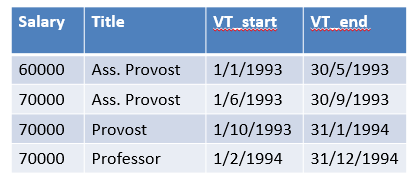 Salary Title VT_start VT_end
60000 Ass. Provost 1/1/1993 30/5/1993
70000 Ass. Provost 1/6/1993 30/9/1993
70000 Provost 1/10/1993 31/1/1994
70000 Professor 1/2/1994 31/12/1994